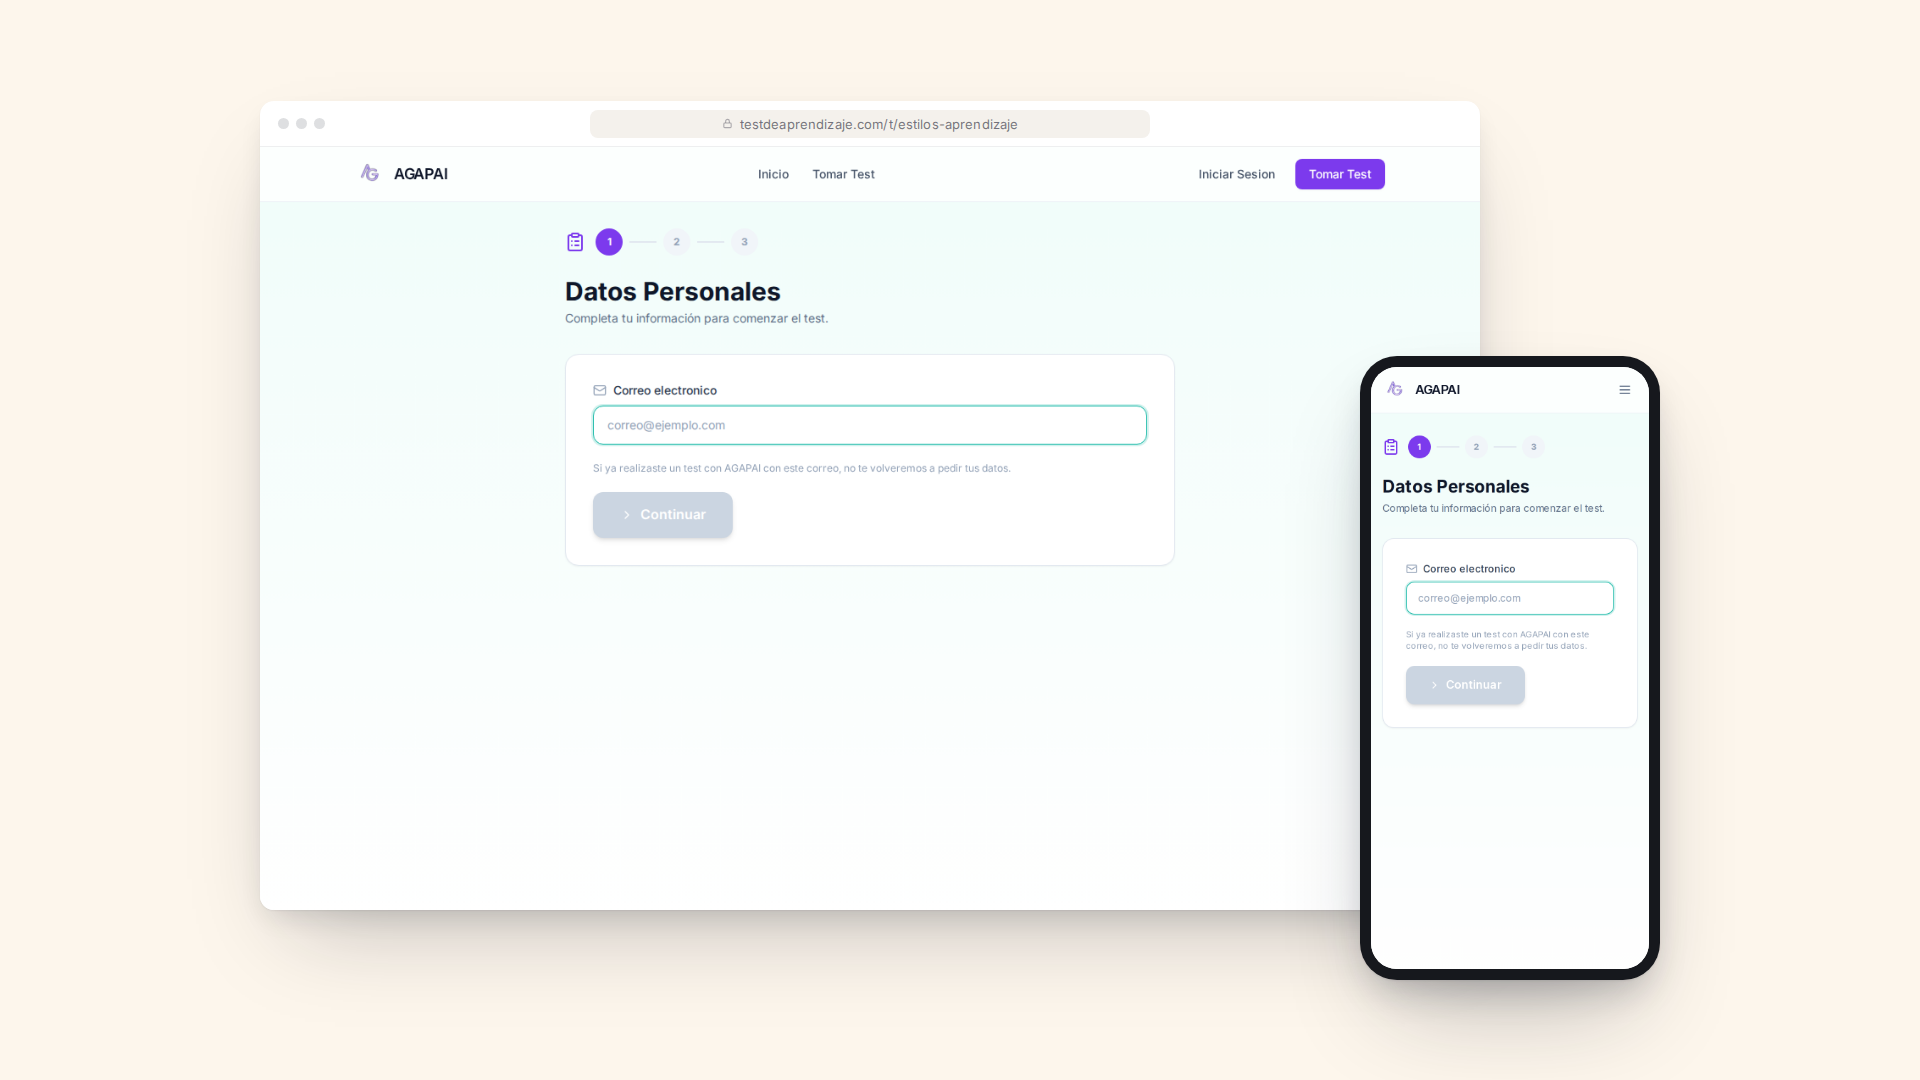 testdeaprendizaje.com/t/estilos-aprendizaje
AGAPAI
Inicio
Tomar Test
Iniciar Sesion
Tomar Test
1
2
3
Datos Personales
Completa tu información para comenzar el test.
Correo electronico
correo@ejemplo.com
Si ya realizaste un test con AGAPAI con este correo, no te volveremos a pedir tus datos.
Continuar
AGAPAI
1
2
3
Datos Personales
Completa tu información para comenzar el test.
Correo electronico
correo@ejemplo.com
Si ya realizaste un test con AGAPAI con este
correo, no te volveremos a pedir tus datos.
Continuar